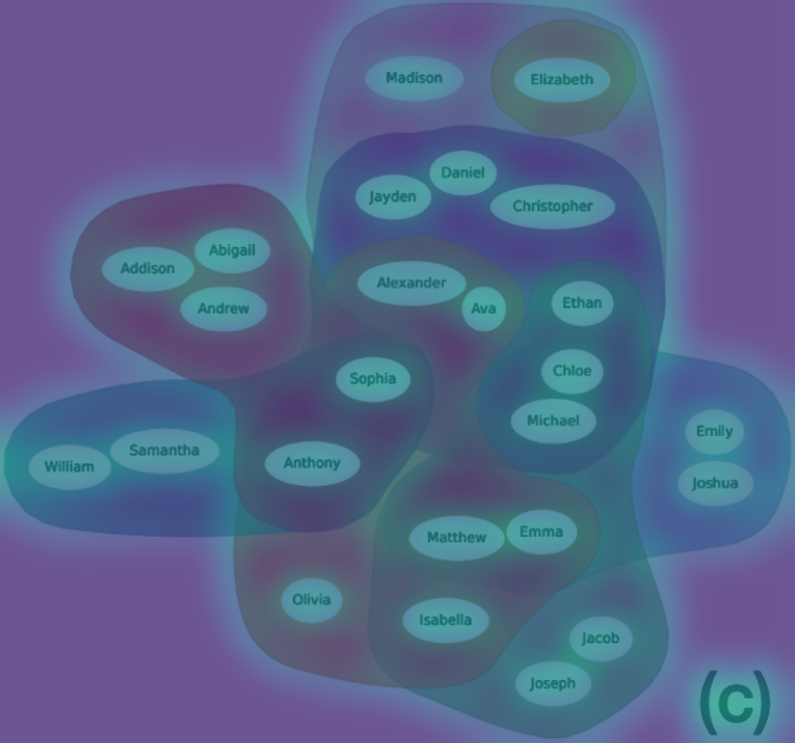 Madison
Elizabeth
Daniel
Jayden
Christopher
Abigail
Addison
Andrew
Alexander
Ava
Ethan
Sophia
Chloe
Michael
Emily
Joshua
Samantha
William
Anthony
Matthew
Emma
Olivia
Isabella
Jacob
Joseph
(C)